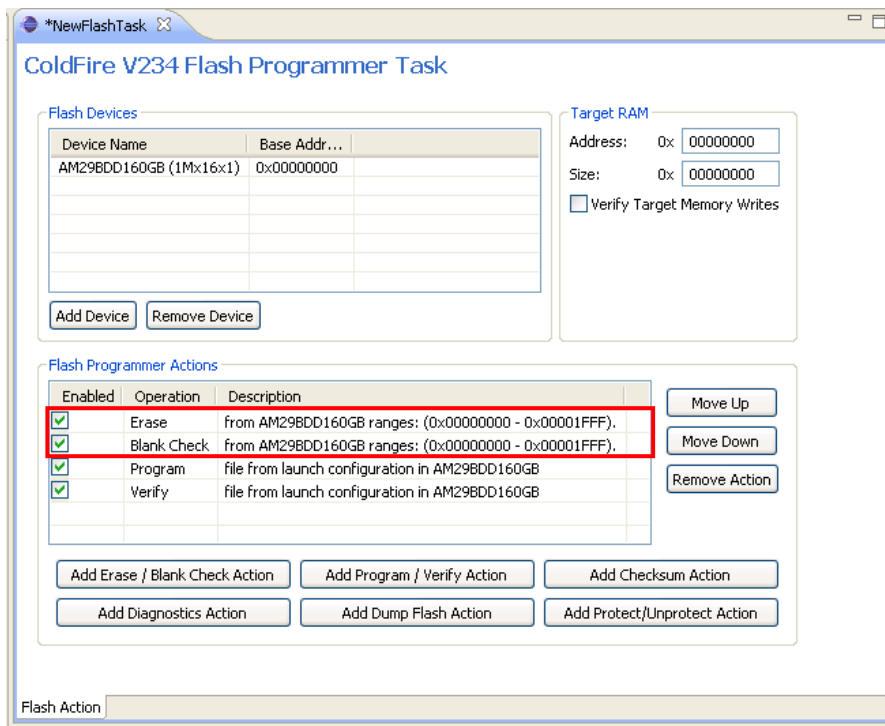 *NewFlashTask
ColdFire V234 Flash Programmer Task
Flash Devices
Device Name Base Addr...
AM29BDD160GB (1Mx16x1) 0x00000000
Add Device Remove Device
Target RAM
Address: 0x 00000000
Size: 0x 00000000
Verify Target Memory Writes
Flash Programmer Actions
Enabled Operation Description
Erase from AM29BDD160GB ranges: (0x00000000 - 0x00001FFF).
Blank Check from AM29BDD160GB ranges: (0x00000000 - 0x00001FFF).
Program file from launch configuration in AM29BDD160GB
Verify file from launch configuration in AM29BDD160GB
Move Up
Move Down
Remove Action
Add Erase / Blank Check Action Add Program / Verify Action Add Checksum Action
Add Diagnostics Action Add Dump Flash Action Add Protect/Unprotect Action
Flash Action